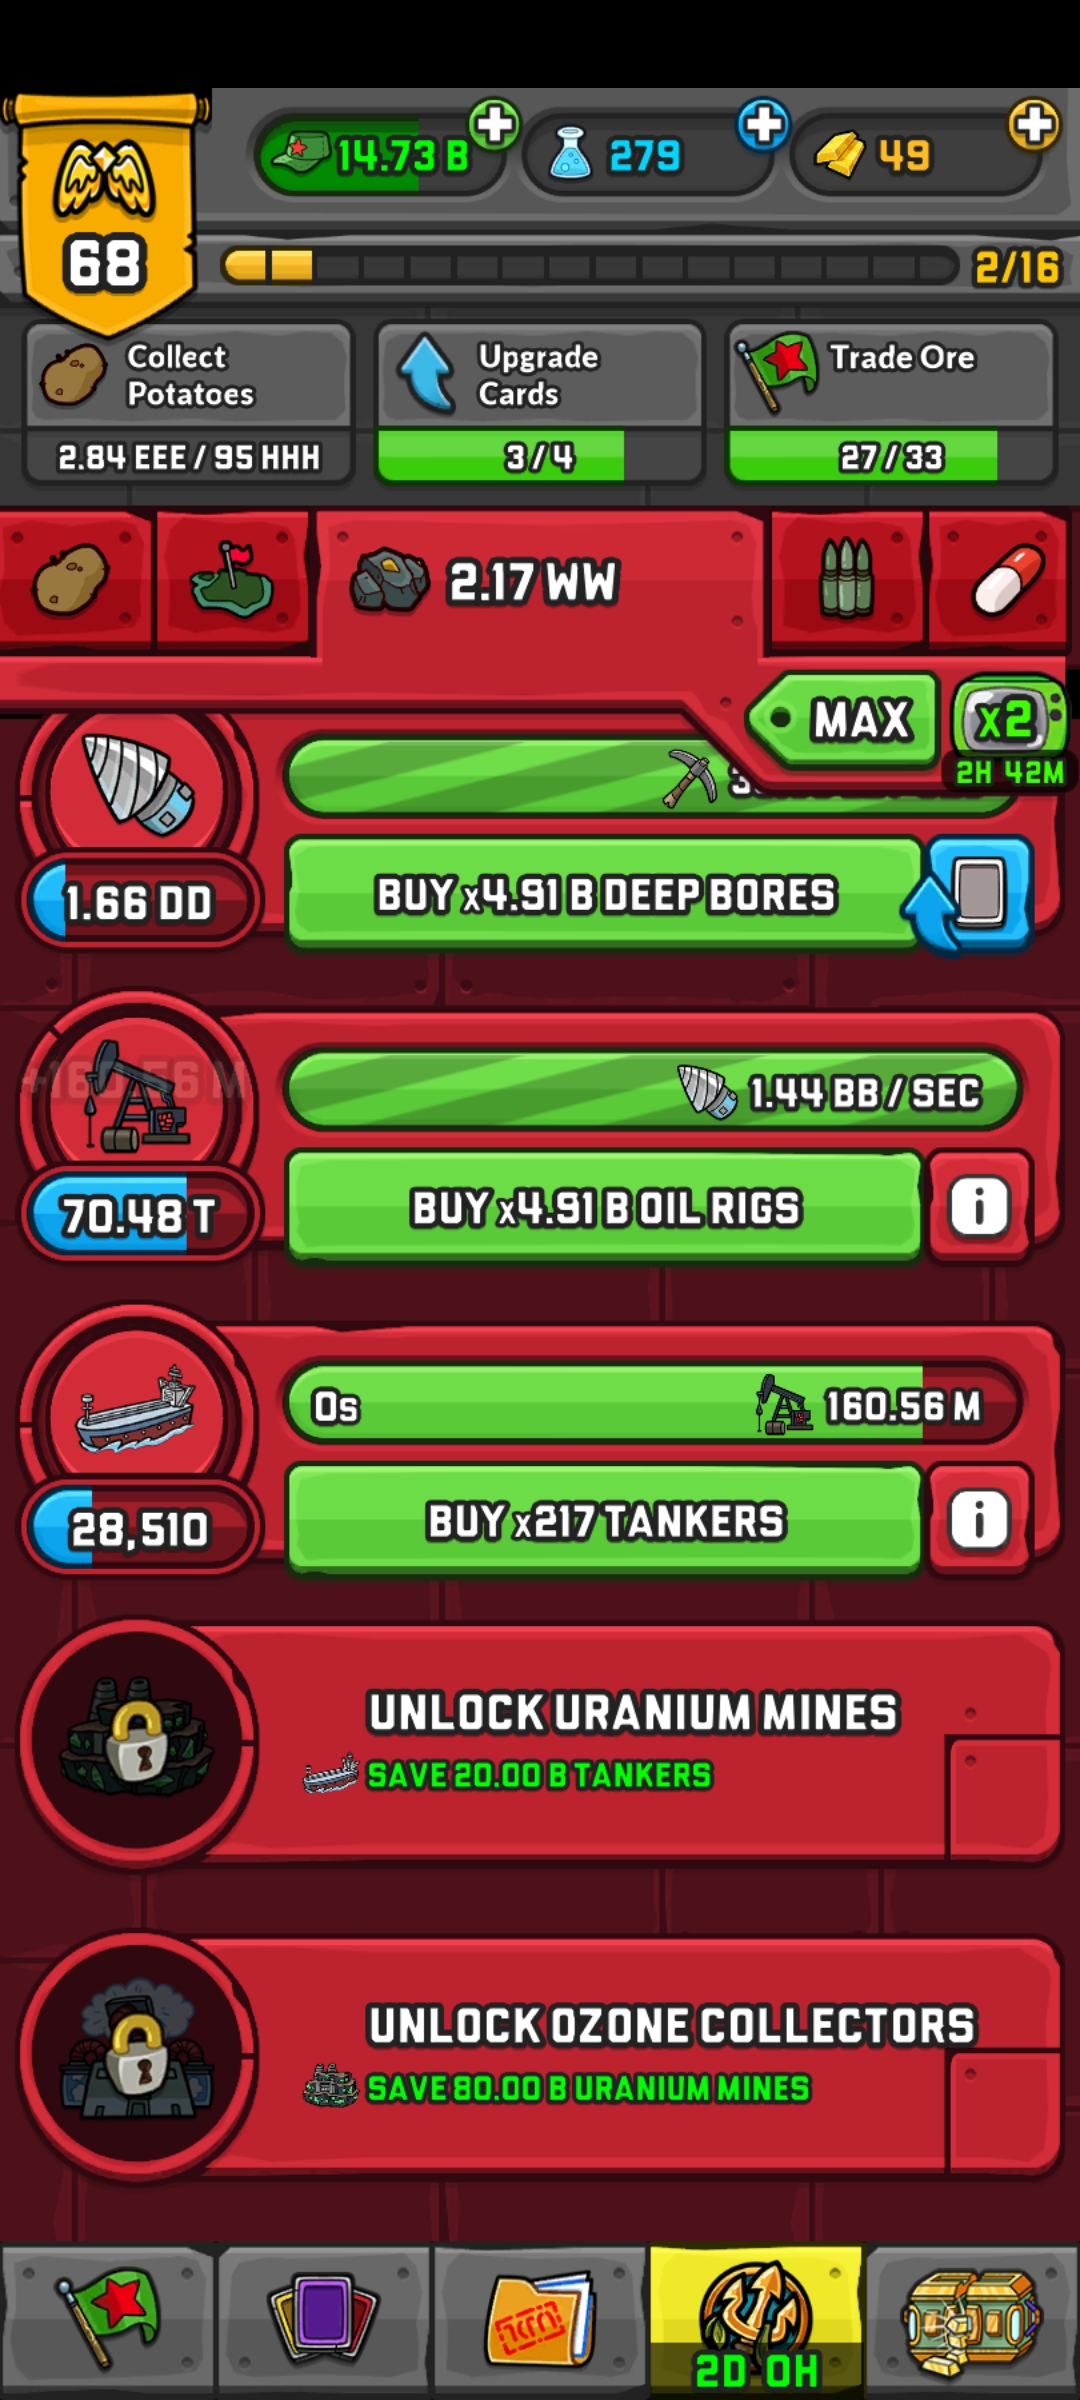 14.73 B
279
49
68
2/16
Collect
Potatoes
2.84 EEE / 95 HHH
Upgrade
Cards
3/4
Trade Ore
27/33
2.17 WW
MAX
x2
2H 42M
1.66 DD
BUY x4.91 B DEEP BORES
+160.56 M
1.44 BB / SEC
70.48 T
BUY x4.91 B OIL RIGS
i
0s
160.56 M
28,510
BUY x217 TANKERS
i
UNLOCK URANIUM MINES
SAVE 20.00 B TANKERS
UNLOCK OZONE COLLECTORS
SAVE 80.00 B URANIUM MINES
2D 0H